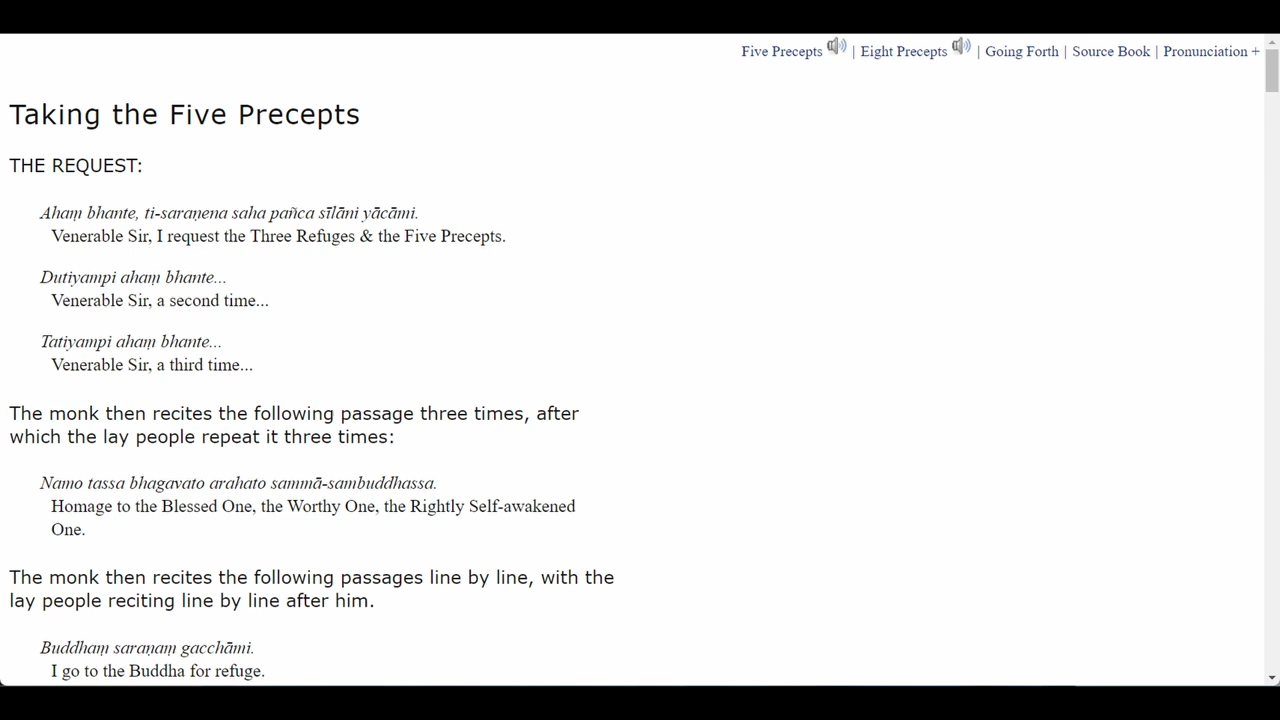 Five Precepts | Eight Precepts | Going Forth | Source Book | Pronunciation +
Taking the Five Precepts
THE REQUEST:
Ahaṃ bhante, ti-saraṇena saha pañca sīlāni yācāmi.
Venerable Sir, I request the Three Refuges & the Five Precepts.
Dutiyampi ahaṃ bhante...
Venerable Sir, a second time...
Tatiyampi ahaṃ bhante...
Venerable Sir, a third time...
The monk then recites the following passage three times, after
which the lay people repeat it three times:
Namo tassa bhagavato arahato sammā-sambuddhassa.
Homage to the Blessed One, the Worthy One, the Rightly Self-awakened
One.
The monk then recites the following passages line by line, with the
lay people reciting line by line after him.
Buddhaṃ saraṇaṃ gacchāmi.
I go to the Buddha for refuge.